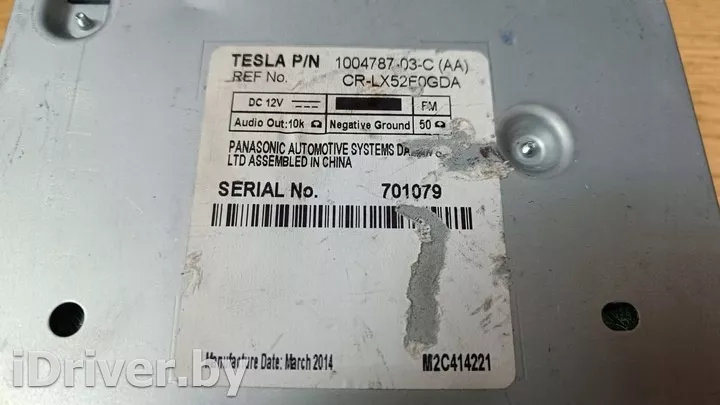 TESLA P/N 1004787-03-C (AA)
REF No. CR-LX52F0GDA
DC 12V FM
Audio Out:10k Ω Negative Ground 50 Ω
PANASONIC AUTOMOTIVE SYSTEMS
LTD ASSEMBLED IN CHINA
SERIAL No. 701079
Manufacture Date: March 2014 M2C414221
iDriver.by